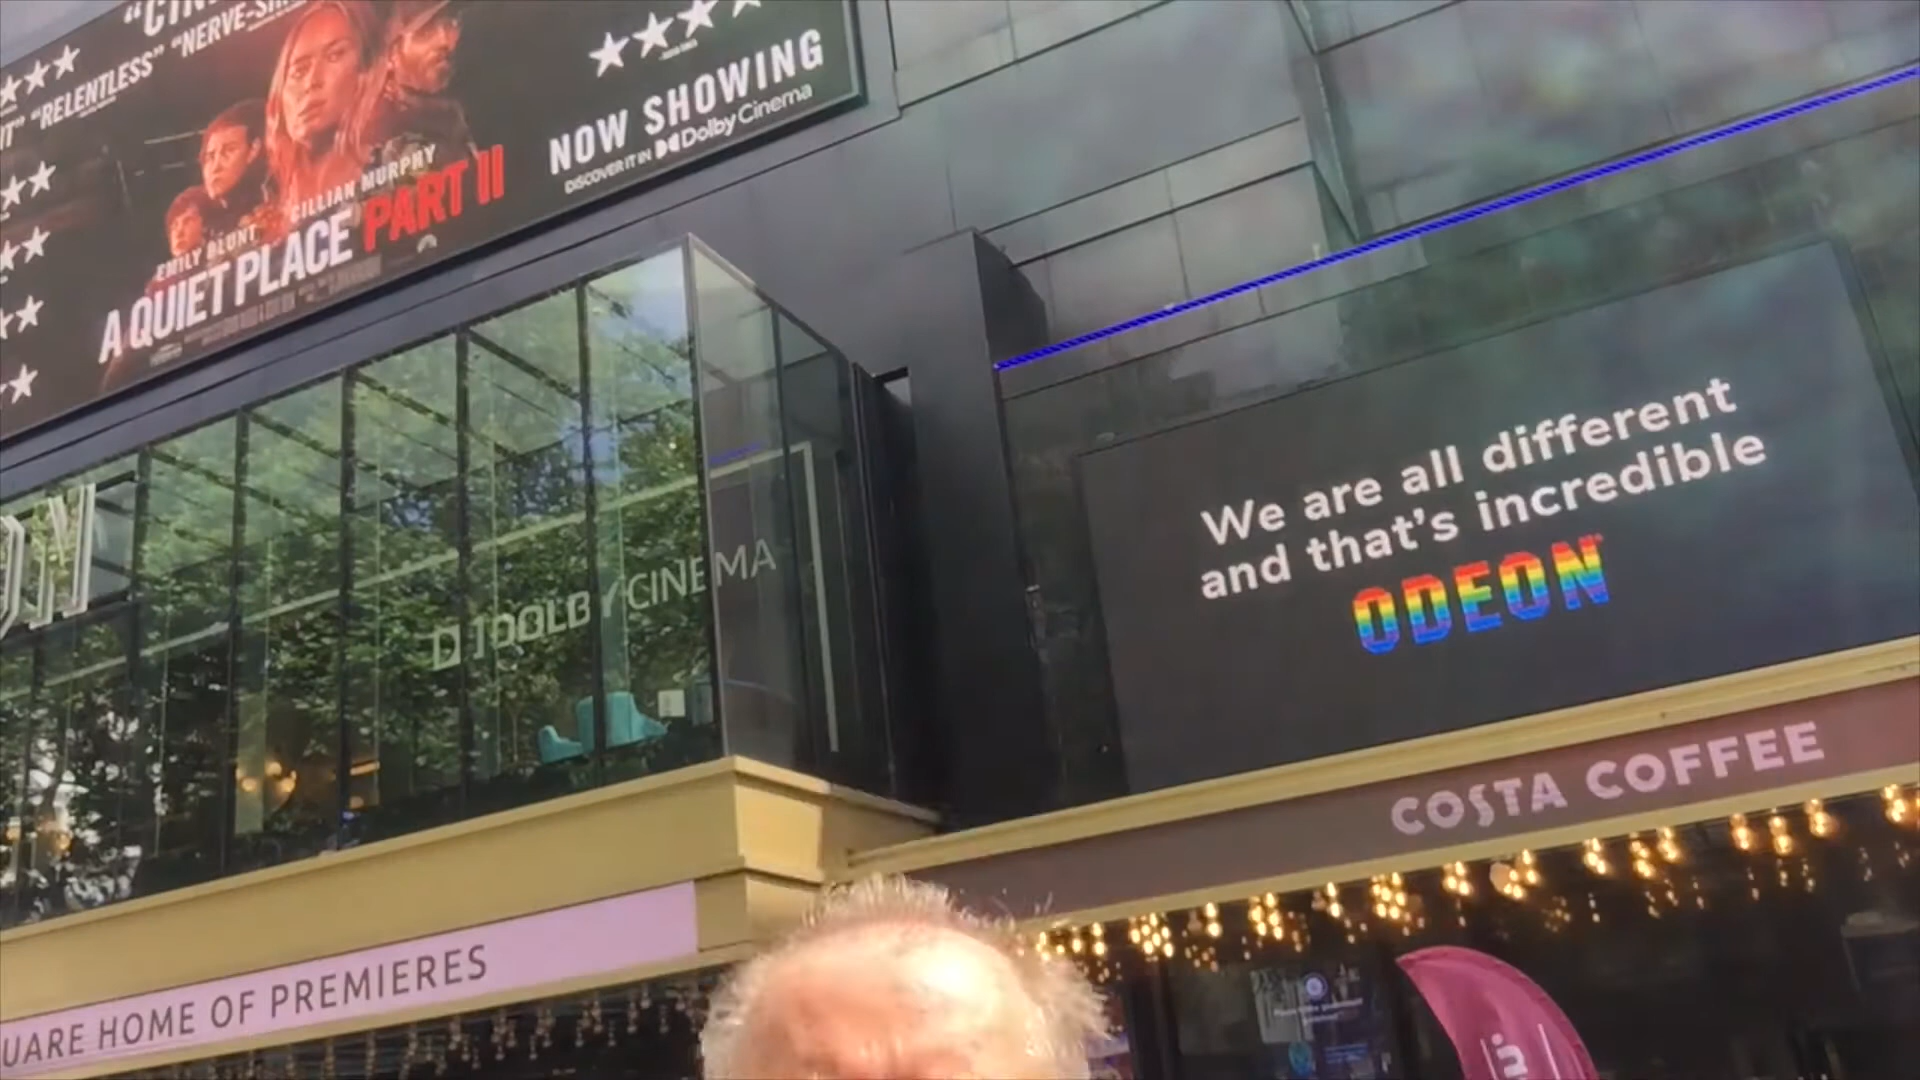 "RELENTLESS" "NERVE-
NOW SHOWING
DISCOVER IT IN Dolby Cinema
EMILY BLUNT CILLIAN MURPHY
A QUIET PLACE PART II
DOLBY CINEMA
We are all different
and that's incredible
ODEON
COSTA COFFEE
UARE HOME OF PREMIERES